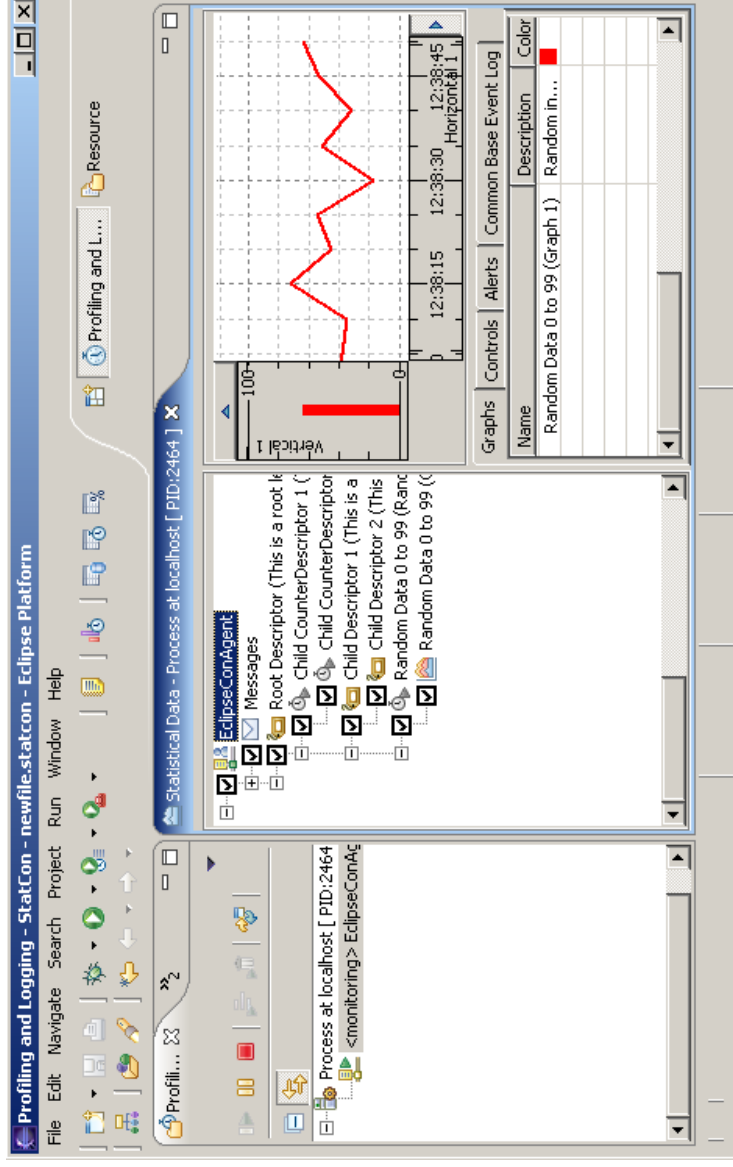 Profiling and Logging - StatCon - newfile.statcon - Eclipse Platform
File Edit Navigate Search Project Run Window Help
Profiling and L...
Resource
Profili...
»2
Process at localhost [ PID:2464
<monitoring> EclipseConAg
Statistical Data - Process at localhost [ PID:2464 ]
EclipseConAgent
Messages
Root Descriptor (This is a root le
Child CounterDescriptor 1 (
Child CounterDescriptor
Child Descriptor 1 (This is a
Child Descriptor 2 (This
Random Data 0 to 99 (Rand
Random Data 0 to 99 ((
100
0
Vertical 1
0 12:38:15 12:38:30 12:38:45
Horizontal 1
Graphs Controls Alerts Common Base Event Log
Name Description Color
Random Data 0 to 99 (Graph 1) Random in...